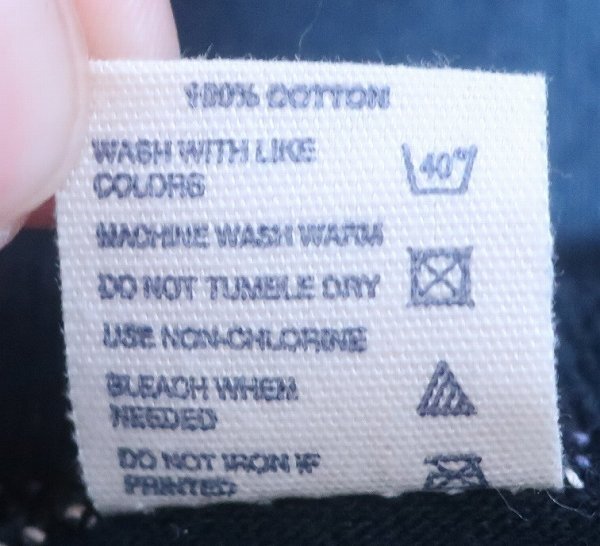 100% COTTON
WASH WITH LIKE
COLORS
40°
MACHINE WASH WARM
DO NOT TUMBLE DRY
USE NON-CHLORINE
BLEACH WHEN
NEEDED
DO NOT IRON IF
PRINTED